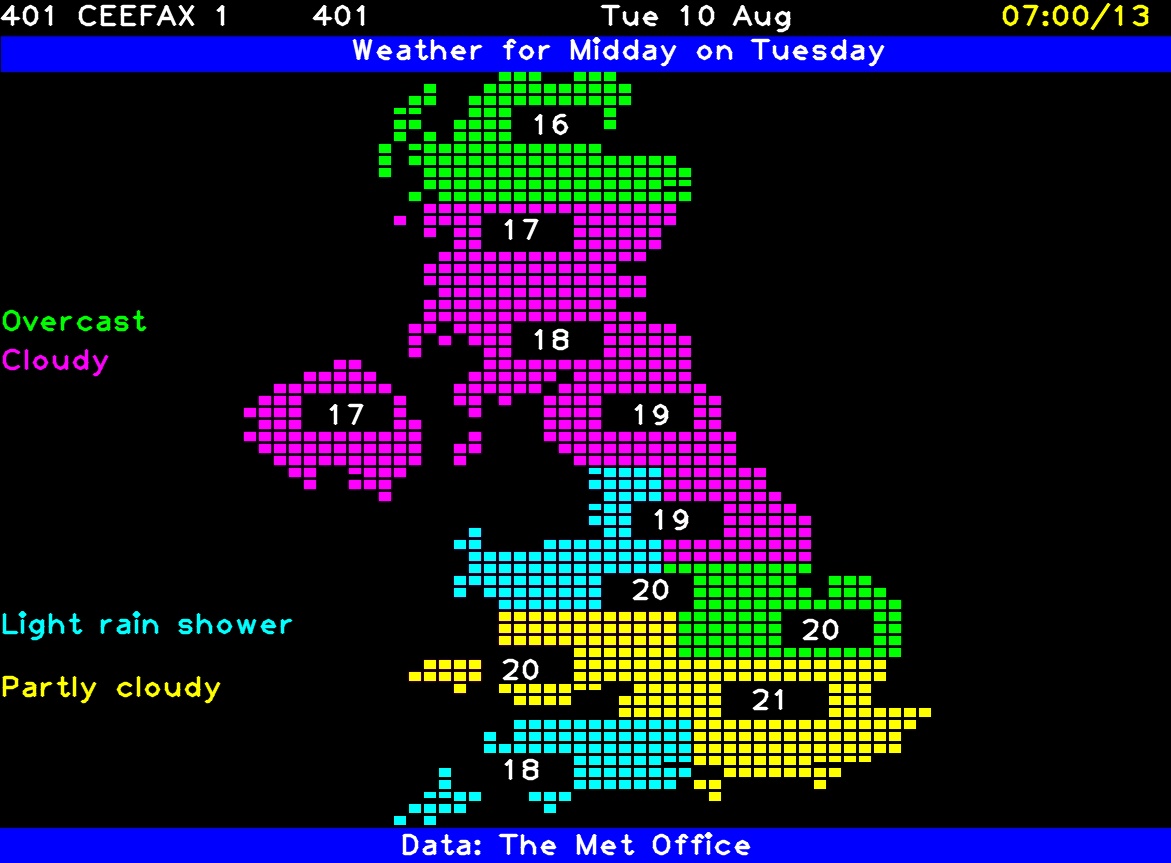 401 CEEFAX 1 401 Tue 10 Aug 07:00/13
Weather for Midday on Tuesday
16
17
Overcast
18
Cloudy
17 19
19
20
Light rain shower 20
20
Partly cloudy
21
18
Data: The Met Office